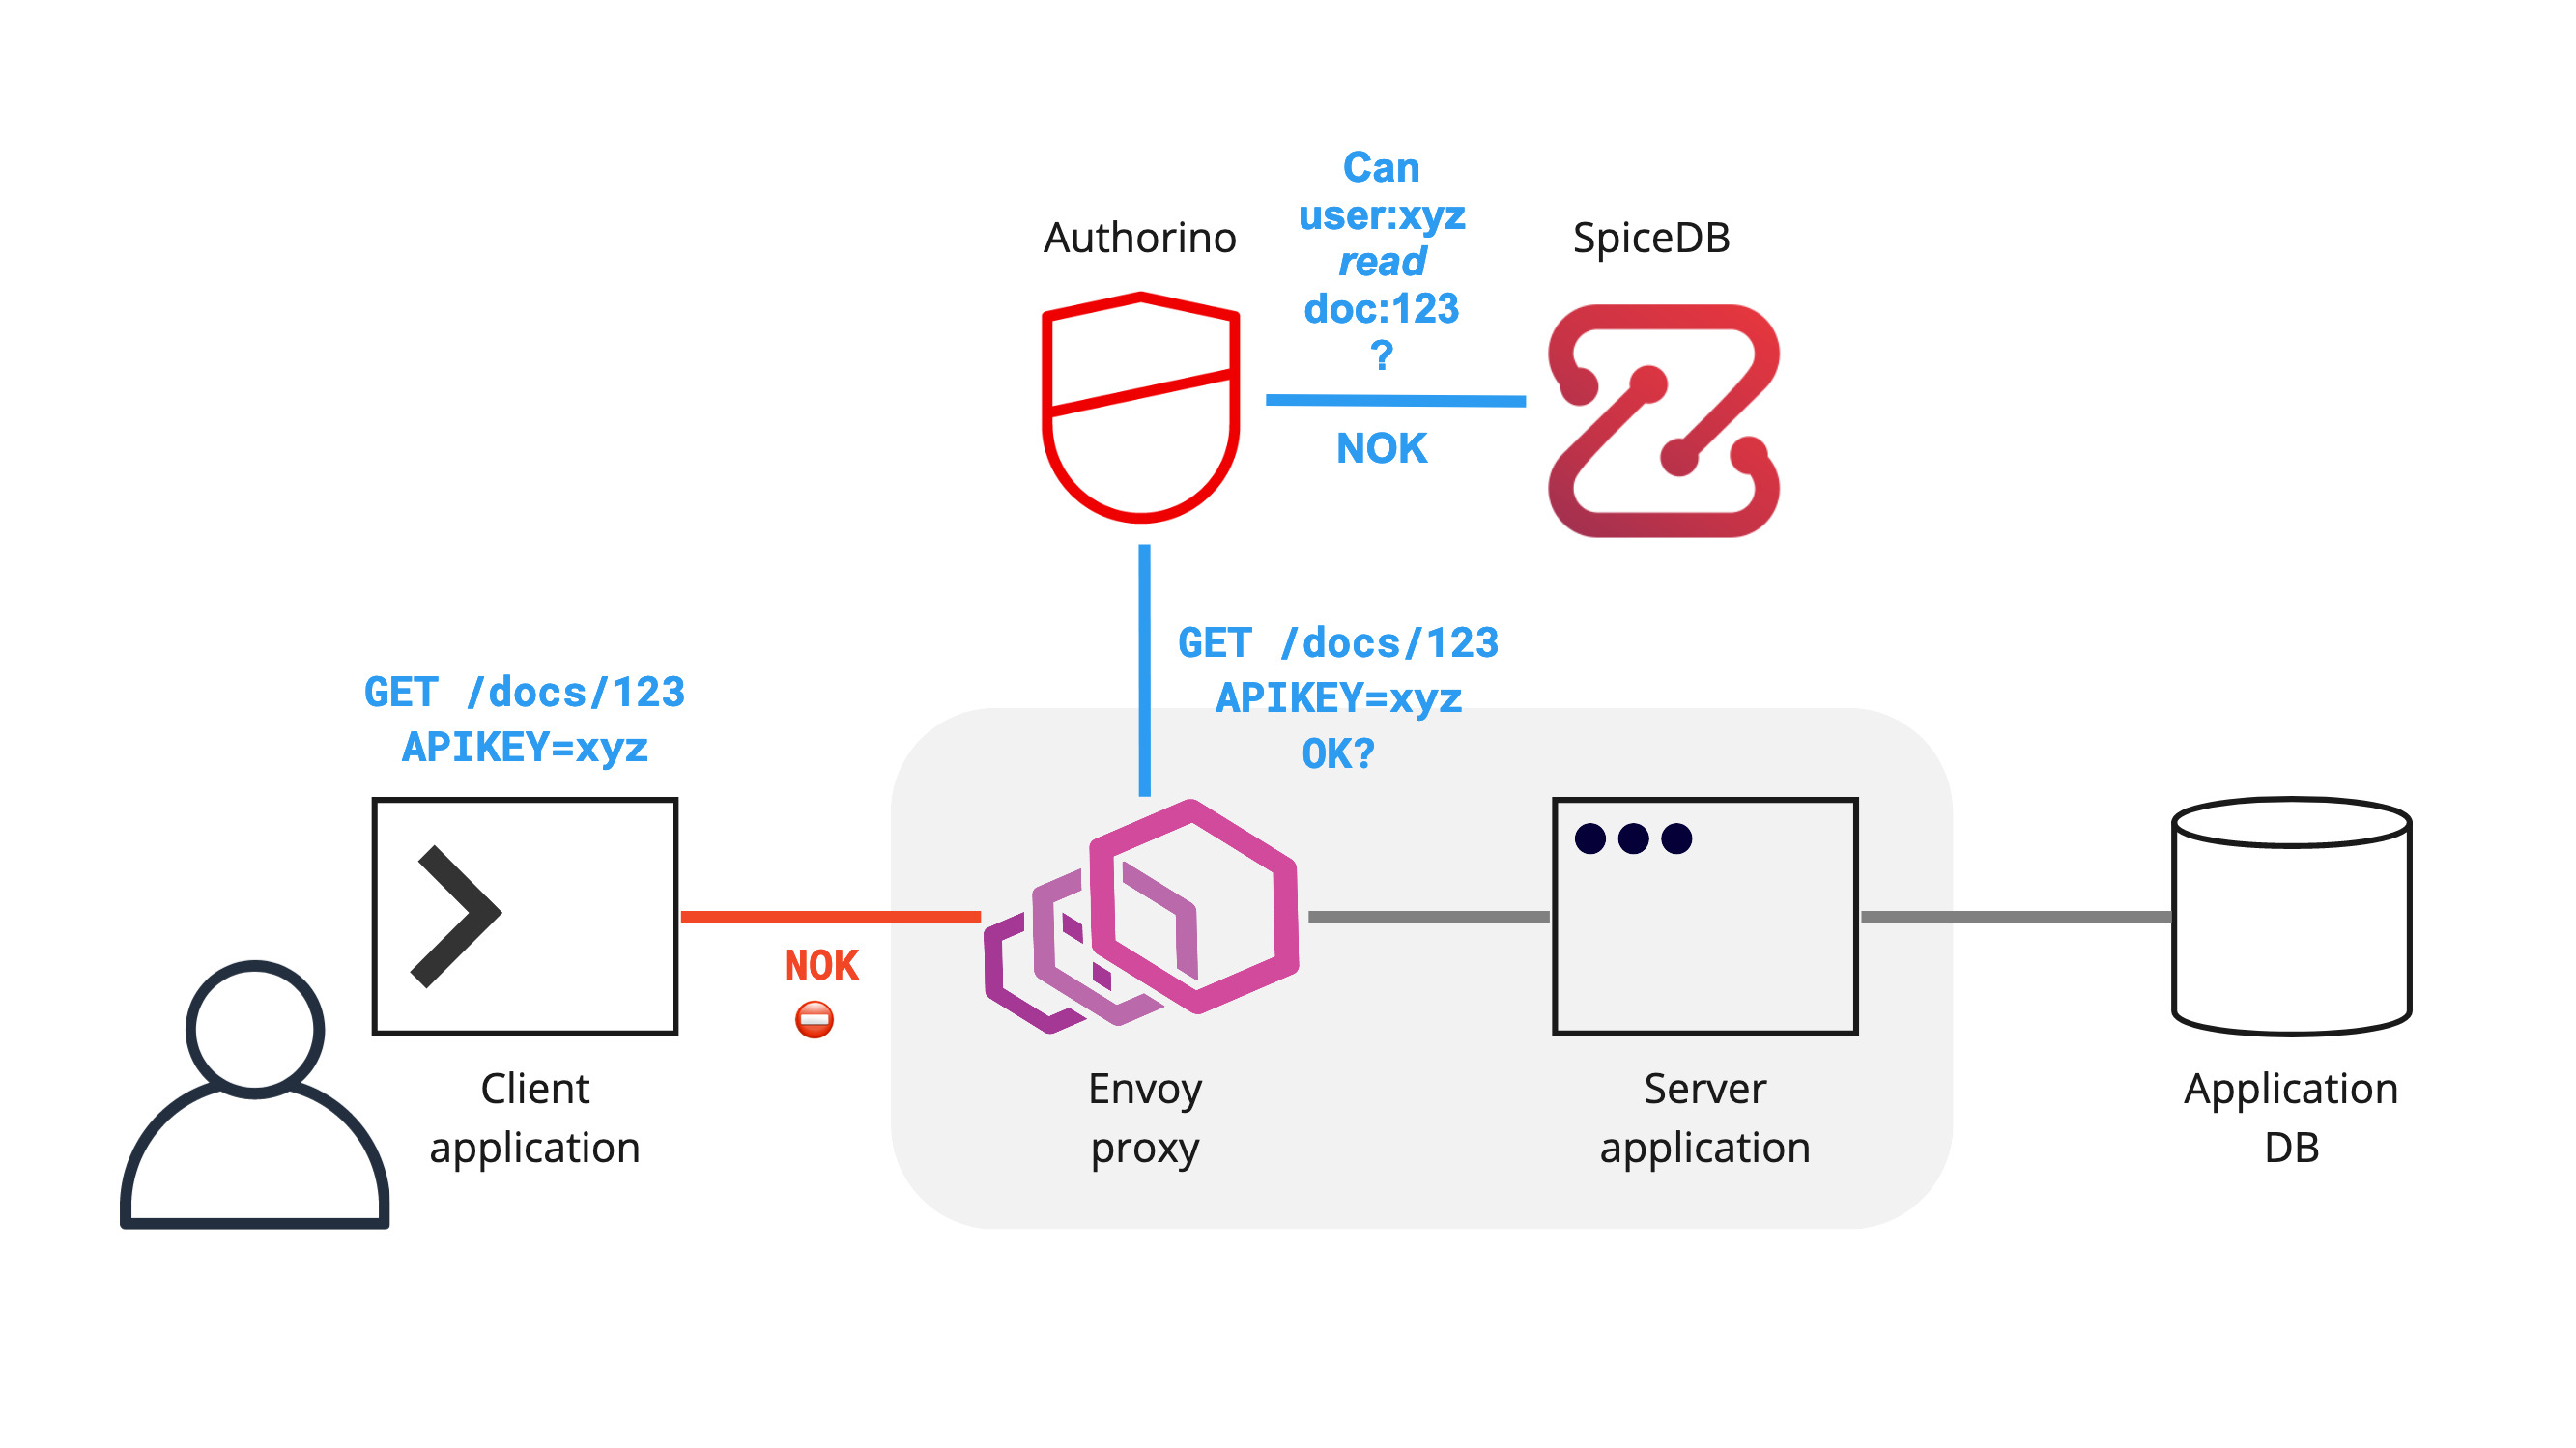 Can
user:xyz
read
doc:123
?
Authorino
SpiceDB
NOK
GET /docs/123
APIKEY=xyz
OK?
GET /docs/123
APIKEY=xyz
NOK
Client
application
Envoy
proxy
Server
application
Application
DB